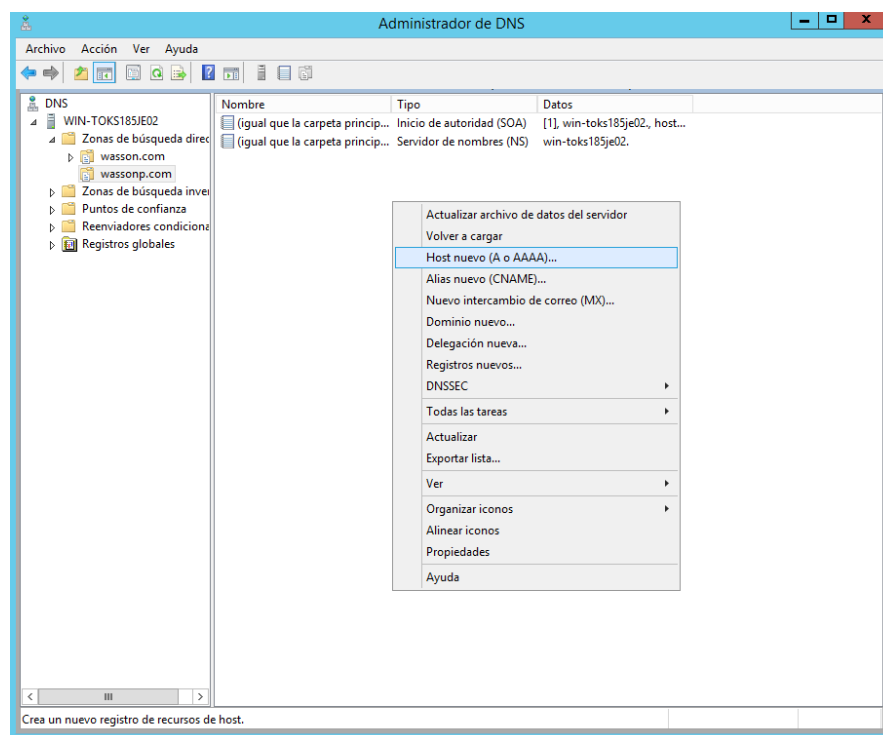 Administrador de DNS
Archivo Acción Ver Ayuda
DNS
WIN-TOKS185JE02
Zonas de búsqueda direc
wasson.com
wassonp.com
Zonas de búsqueda inver
Puntos de confianza
Reenviadores condiciona
Registros globales
Nombre Tipo Datos
(igual que la carpeta princip... Inicio de autoridad (SOA) [1], win-toks185je02., host...
(igual que la carpeta princip... Servidor de nombres (NS) win-toks185je02.
Actualizar archivo de datos del servidor
Volver a cargar
Host nuevo (A o AAAA)...
Alias nuevo (CNAME)...
Nuevo intercambio de correo (MX)...
Dominio nuevo...
Delegación nueva...
Registros nuevos...
DNSSEC
Todas las tareas
Actualizar
Exportar lista...
Ver
Organizar iconos
Alinear iconos
Propiedades
Ayuda
Crea un nuevo registro de recursos de host.